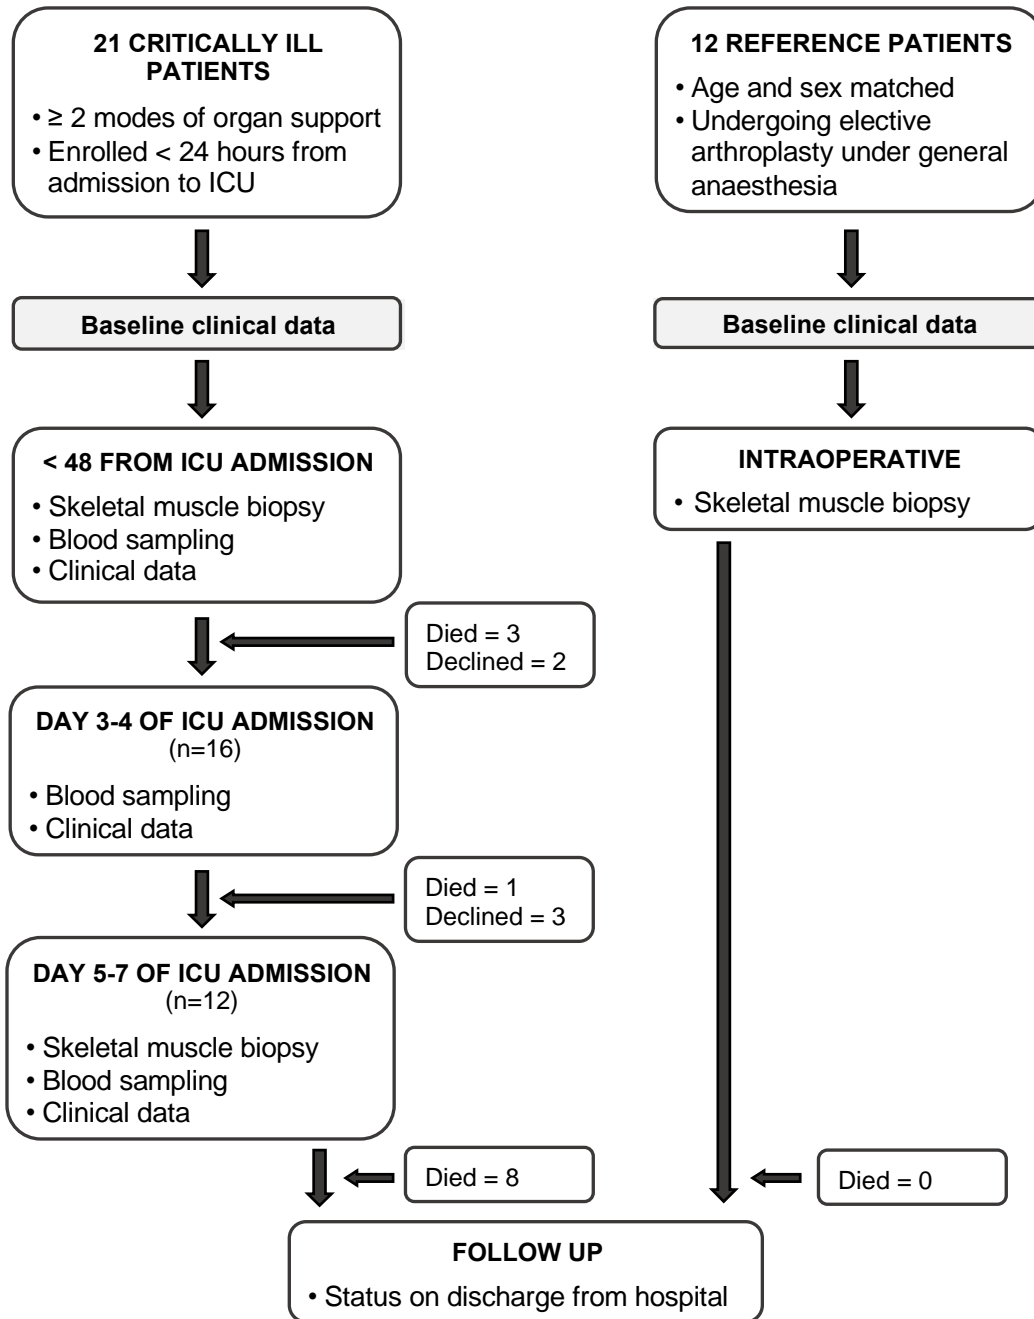 21 CRITICALLY ILL
PATIENTS
• ≥ 2 modes of organ support
• Enrolled < 24 hours from
admission to ICU
12 REFERENCE PATIENTS
• Age and sex matched
• Undergoing elective
arthroplasty under general
anaesthesia
Baseline clinical data
Baseline clinical data
< 48 FROM ICU ADMISSION
• Skeletal muscle biopsy
• Blood sampling
• Clinical data
INTRAOPERATIVE
• Skeletal muscle biopsy
Died = 3
Declined = 2
DAY 3-4 OF ICU ADMISSION
(n=16)
• Blood sampling
• Clinical data
Died = 1
Declined = 3
DAY 5-7 OF ICU ADMISSION
(n=12)
• Skeletal muscle biopsy
• Blood sampling
• Clinical data
Died = 8
Died = 0
FOLLOW UP
• Status on discharge from hospital